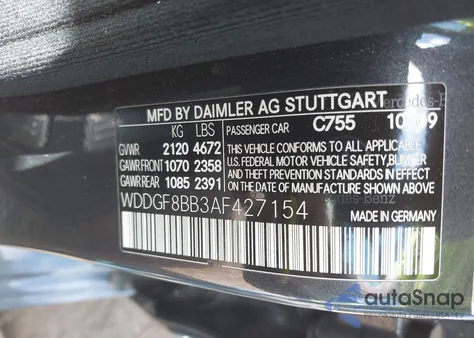 MFD BY DAIMLER AG STUTTGART
KG LBS PASSENGER CAR C755
GVWR 2120 4672 THIS VEHICLE CONFORMS TO ALL APPLICABLE
GAWR FRONT 1070 2358 U.S. FEDERAL MOTOR VEHICLE SAFETY, BUMPER,
GAWR REAR 1085 2391 AND THEFT PREVENTION STANDARDS IN EFFECT
ON THE DATE OF MANUFACTURE SHOWN ABOVE.
WDDGF8BB3AF427154
MADE IN GERMANY
Mercedes-Benz
autoSnap